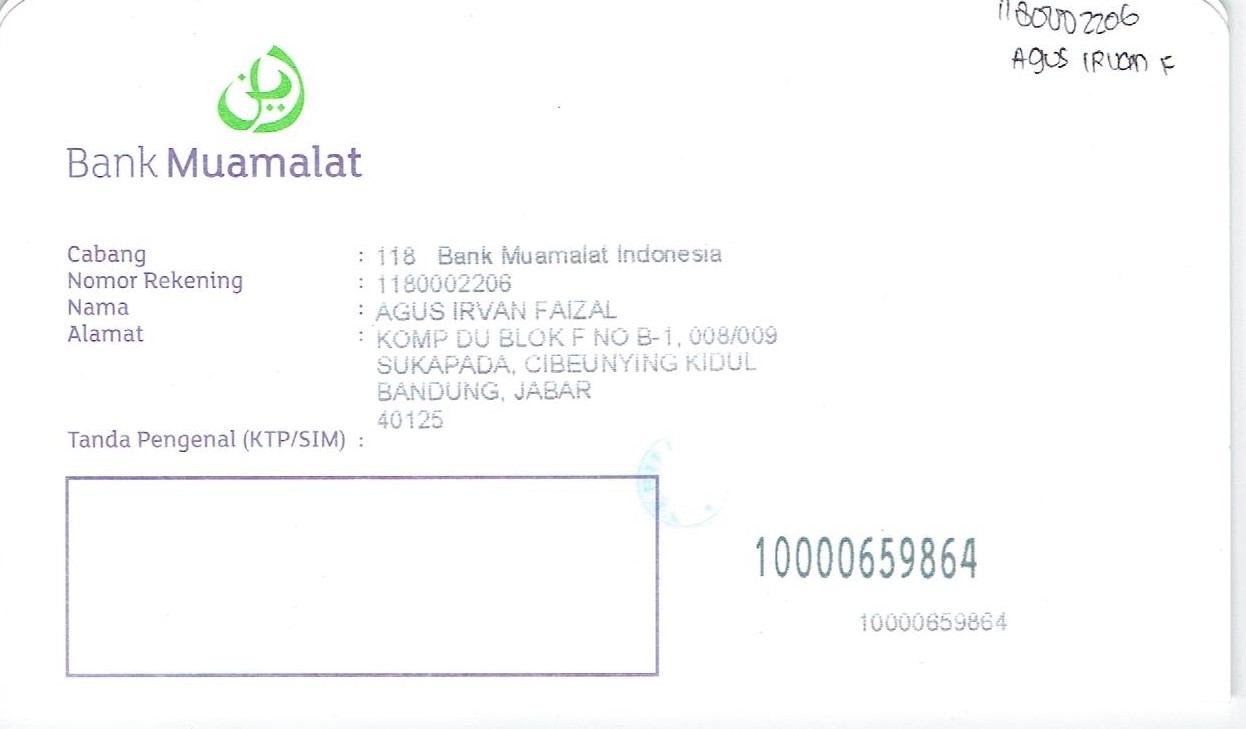 1180002206
AGUS IRVAN F
Bank Muamalat
Cabang : 118 Bank Muamalat Indonesia
Nomor Rekening : 1180002206
Nama : AGUS IRVAN FAIZAL
Alamat : KOMP DU BLOK F NO B-1, 008/009
SUKAPADA, CIBEUNYING KIDUL
BANDUNG, JABAR
40125
Tanda Pengenal (KTP/SIM) :
10000659864
10000659864